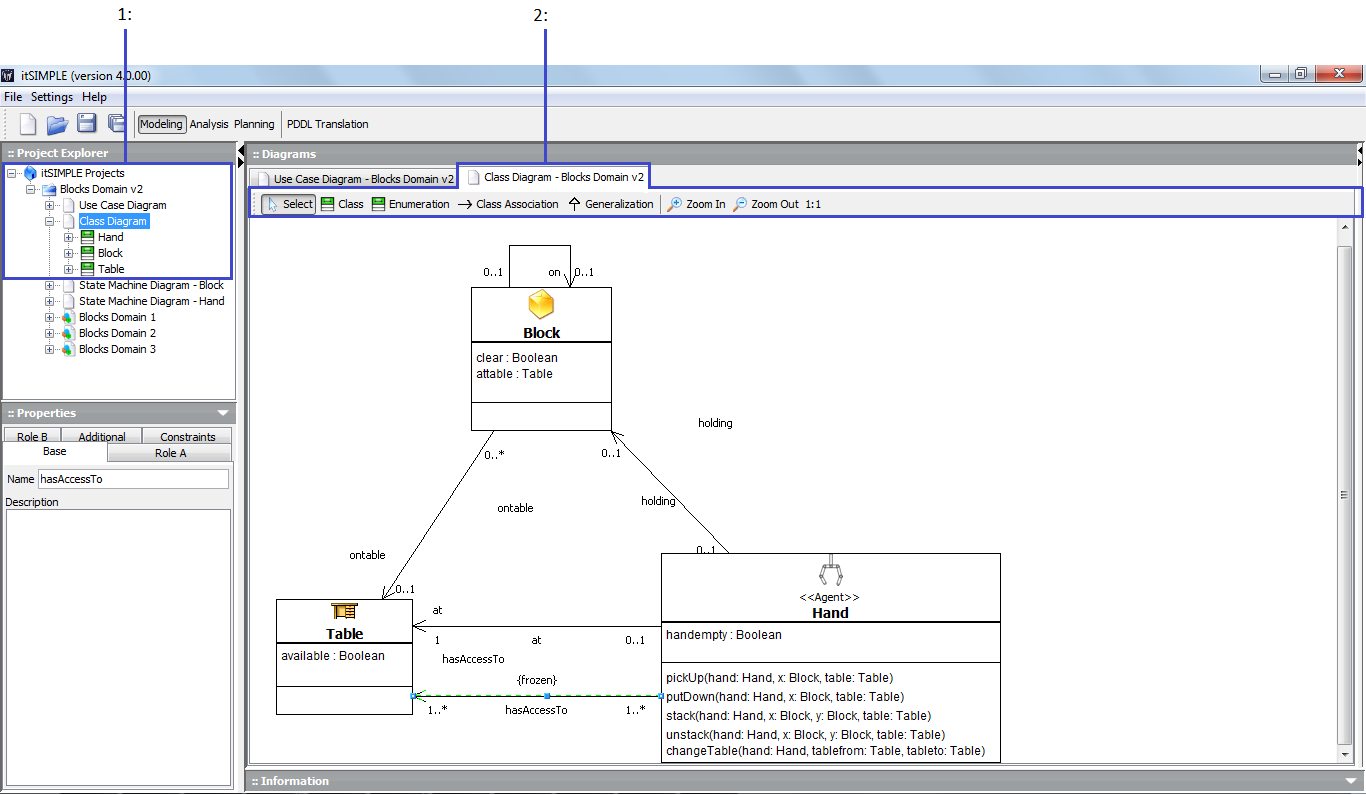 1:
2:
itSIMPLE (version 4.0.00)
File Settings Help
Modeling Analysis Planning PDDL Translation
:: Project Explorer
itSIMPLE Projects
Blocks Domain v2
Use Case Diagram
Class Diagram
Hand
Block
Table
State Machine Diagram - Block
State Machine Diagram - Hand
Blocks Domain 1
Blocks Domain 2
Blocks Domain 3
:: Properties
Role B Additional Constraints
Base Role A
Name hasAccessTo
Description
:: Diagrams
Use Case Diagram - Blocks Domain v2 Class Diagram - Blocks Domain v2
Select Class Enumeration Class Association Generalization Zoom In Zoom Out 1:1
0..1 on 0..1
Block
clear : Boolean
attable : Table
holding
0..* 0..1
holding
ontable
0..1
ontable
0..1
<<Agent>>
Hand
handempty : Boolean
pickUp(hand: Hand, x: Block, table: Table)
putDown(hand: Hand, x: Block, table: Table)
stack(hand: Hand, x: Block, y: Block, table: Table)
unstack(hand: Hand, x: Block, y: Block, table: Table)
changeTable(hand: Hand, tablefrom: Table, tableto: Table)
Table
available : Boolean
at
1 at 0..1
hasAccessTo
{frozen}
1..* hasAccessTo 1..*
:: Information